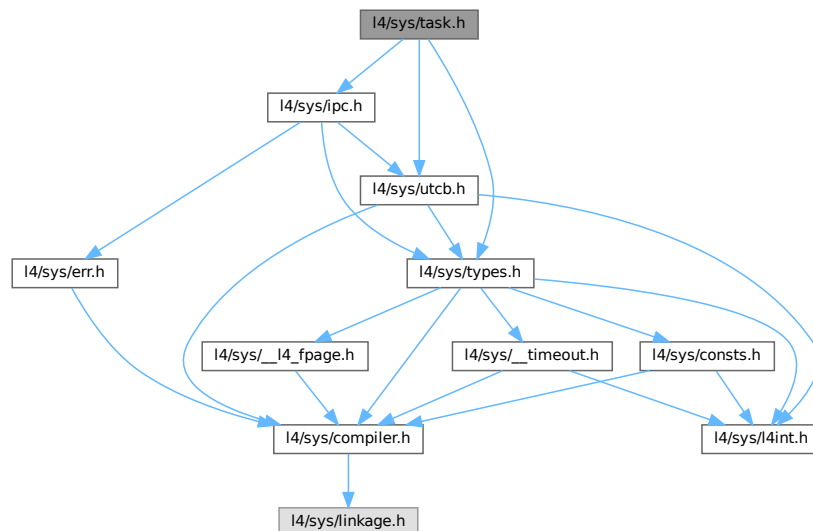 l4/sys/task.h
l4/sys/ipc.h
l4/sys/utcb.h
l4/sys/err.h
l4/sys/types.h
l4/sys/__l4_fpage.h
l4/sys/__timeout.h
l4/sys/consts.h
l4/sys/compiler.h
l4/sys/l4int.h
l4/sys/linkage.h